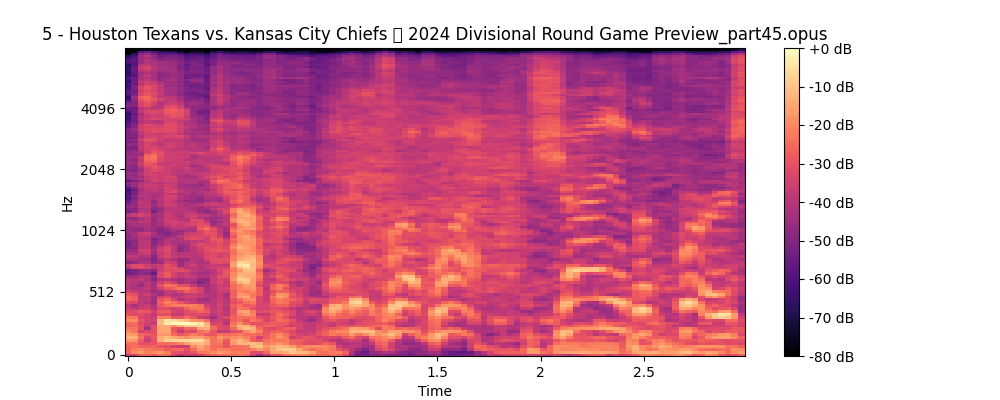 5 - Houston Texans vs. Kansas City Chiefs ▯ 2024 Divisional Round Game Preview_part45.opus
+0 dB
-10 dB
-20 dB
-30 dB
-40 dB
-50 dB
-60 dB
-70 dB
-80 dB
4096
2048
1024
512
0
Hz
0
0.5
1
1.5
2
2.5
Time